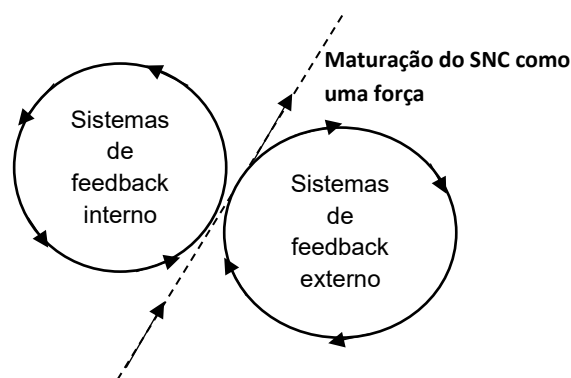 Maturação do SNC como
uma força
Sistemas
de
feedback
interno
Sistemas
de
feedback
externo